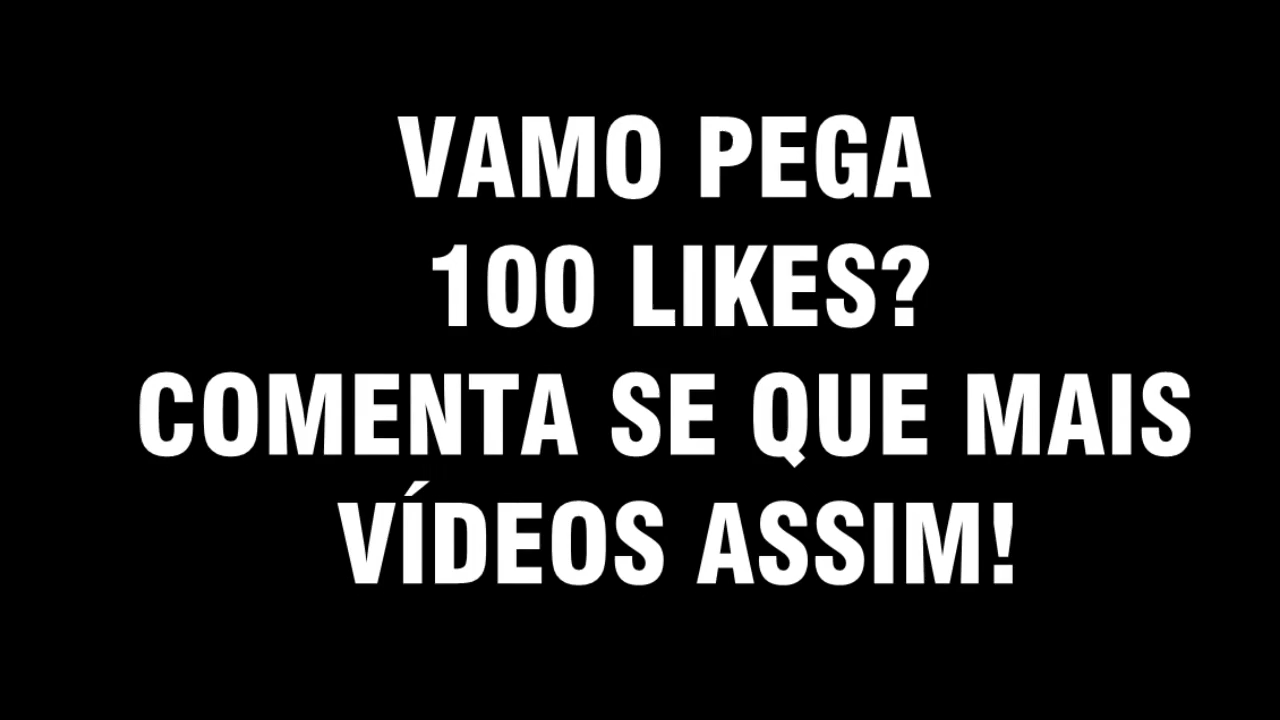 VAMO PEGA
100 LIKES?
COMENTA SE QUE MAIS
VÍDEOS ASSIM!